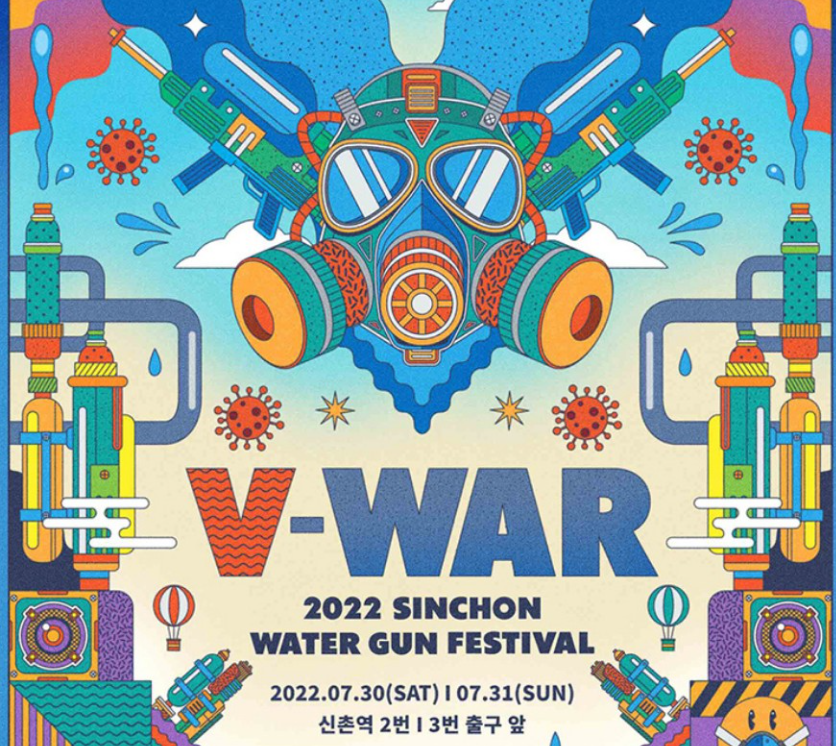 V-WAR
2022 SINCHON
WATER GUN FESTIVAL
2022.07.30(SAT) I 07.31(SUN)
신촌역 2번 I 3번 출구 앞